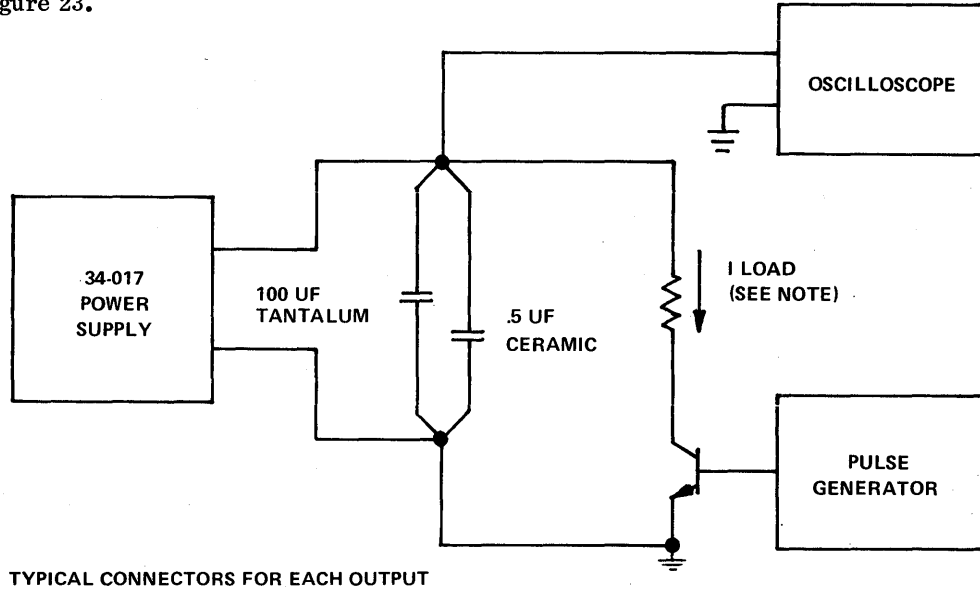 gure 23.
OSCILLOSCOPE
34-017
POWER
SUPPLY
100 UF
TANTALUM
.5 UF
CERAMIC
I LOAD
(SEE NOTE)
PULSE
GENERATOR
TYPICAL CONNECTORS FOR EACH OUTPUT